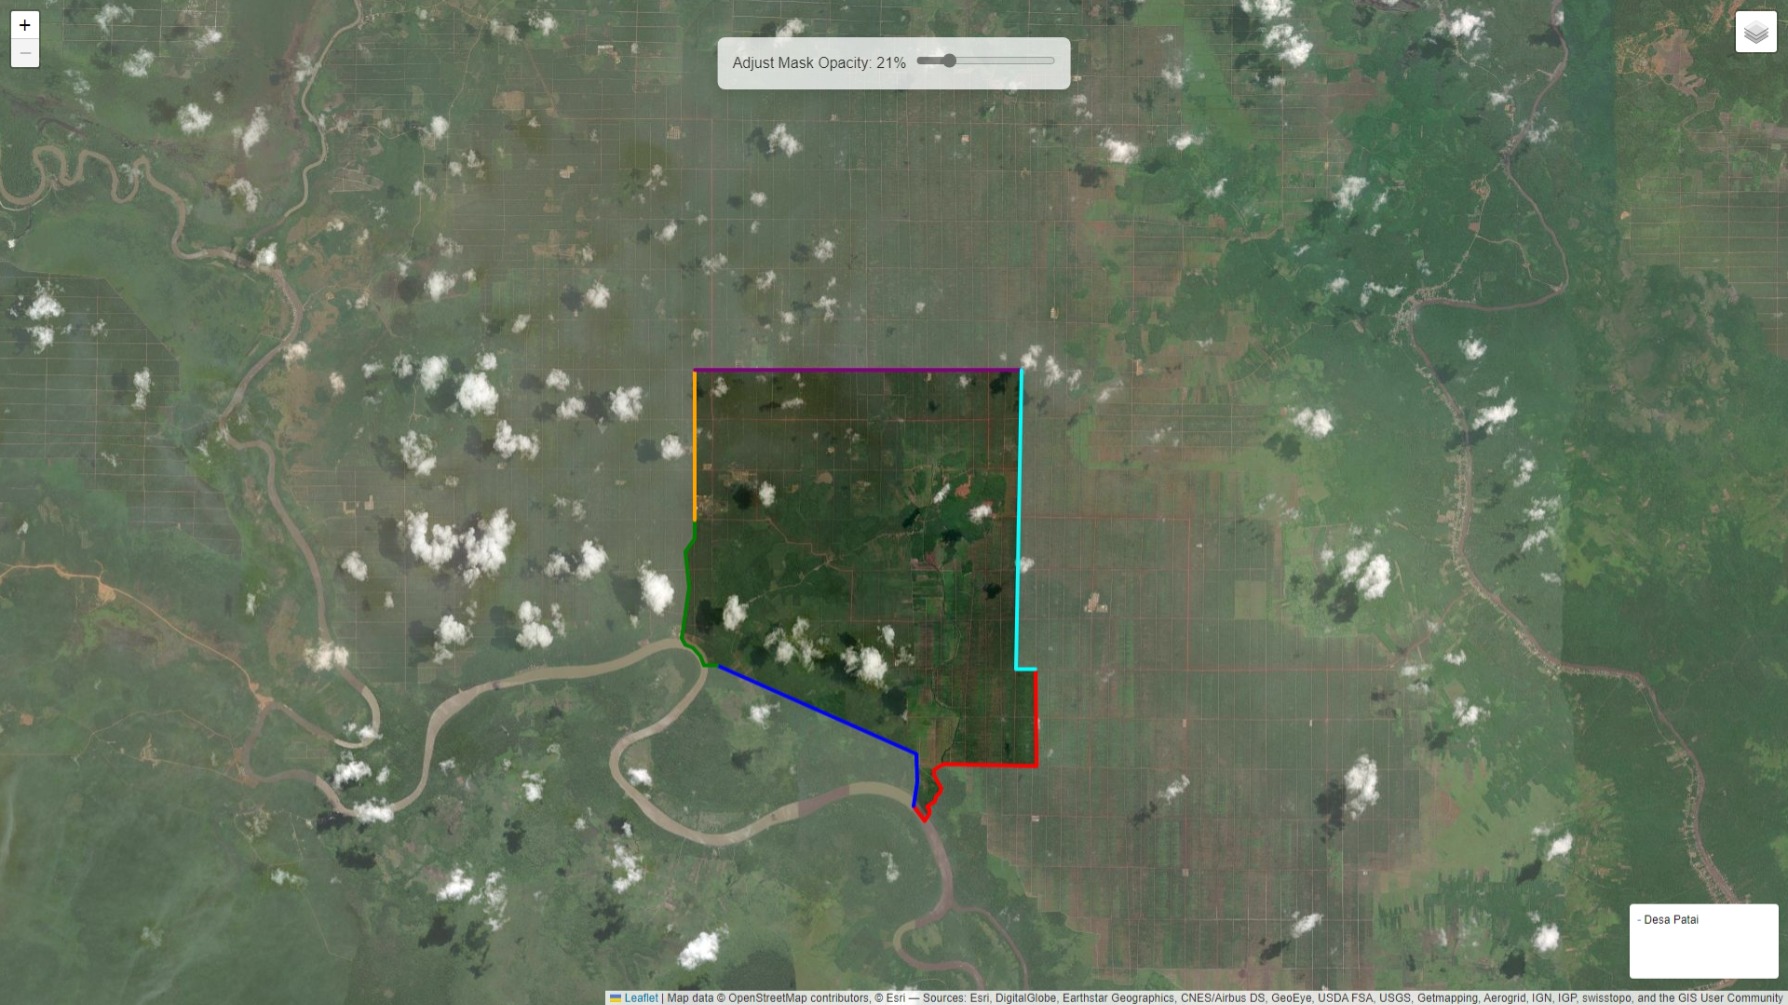 +
Adjust Mask Opacity: 21%
−
- Desa Patai
Leaflet | Map data © OpenStreetMap contributors, © Esri — Sources: Esri, DigitalGlobe, Earthstar Geographics, CNES/Airbus DS, GeoEye, USDA FSA, USGS, Getmapping, Aerogrid, IGN, IGP, swisstopo, and the GIS User Community